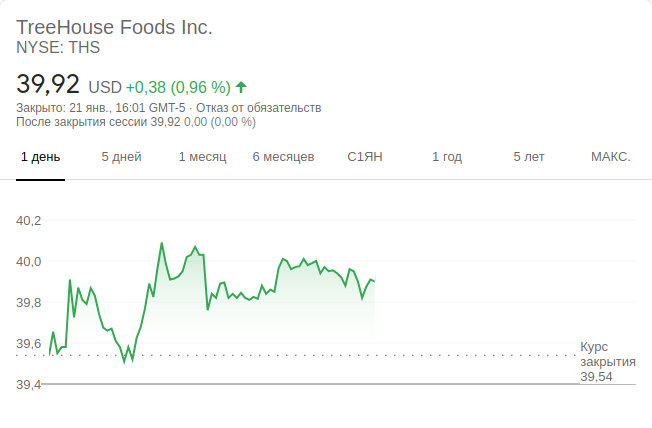 TreeHouse Foods Inc.
NYSE: THS
39,92 USD +0,38 (0,96 %)
Закрыто: 21 янв., 16:01 GMT-5 · Отказ от обязательств
После закрытия сессии 39,92 0,00 (0,00 %)
1 день 5 дней 1 месяц 6 месяцев С1ЯН 1 год 5 лет МАКС.
40,2
40,0
39,8
39,6
Курс
закрытия
39,54
39,4